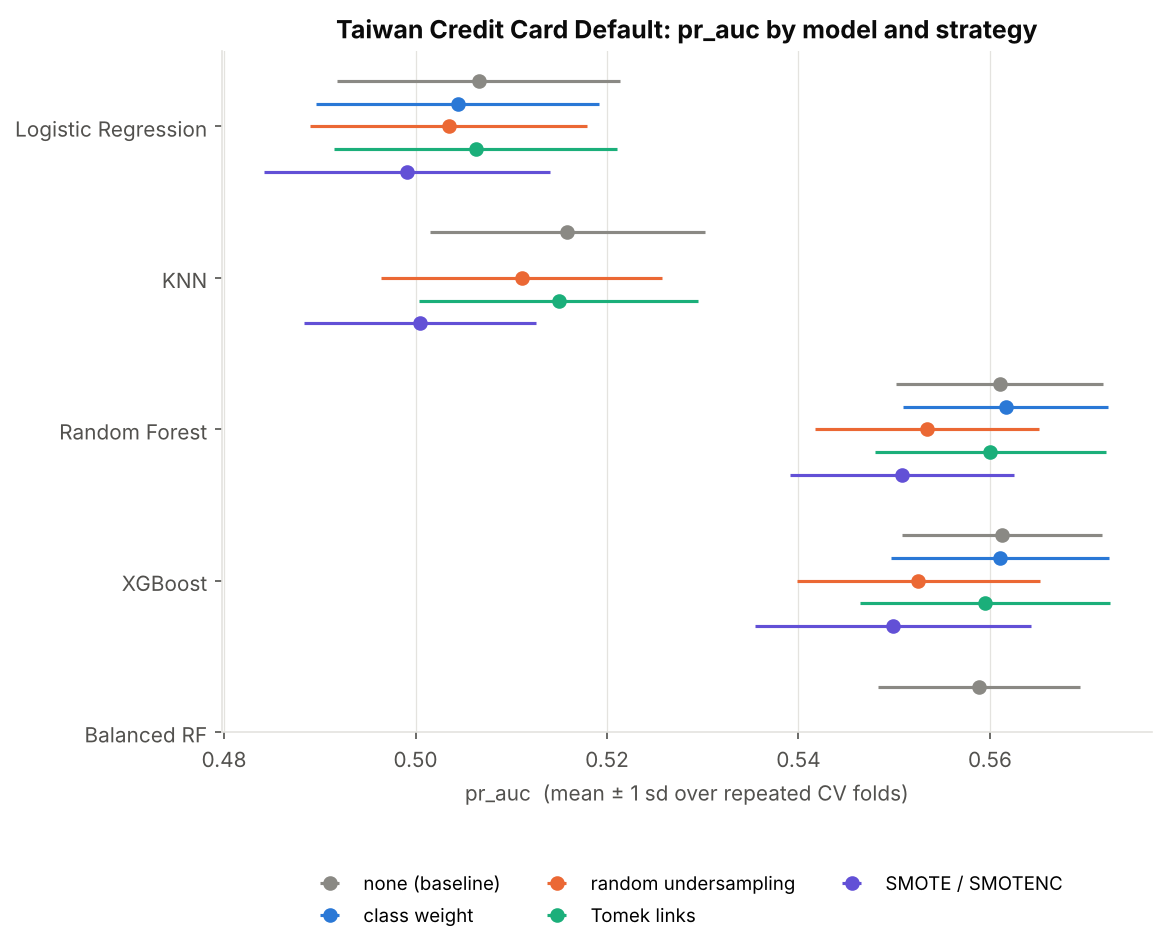 Taiwan Credit Card Default: pr_auc by model and strategy
Logistic Regression
KNN
Random Forest
XGBoost
Balanced RF
0.48 0.50 0.52 0.54 0.56
pr_auc (mean ± 1 sd over repeated CV folds)
none (baseline) random undersampling SMOTE / SMOTENC
class weight Tomek links